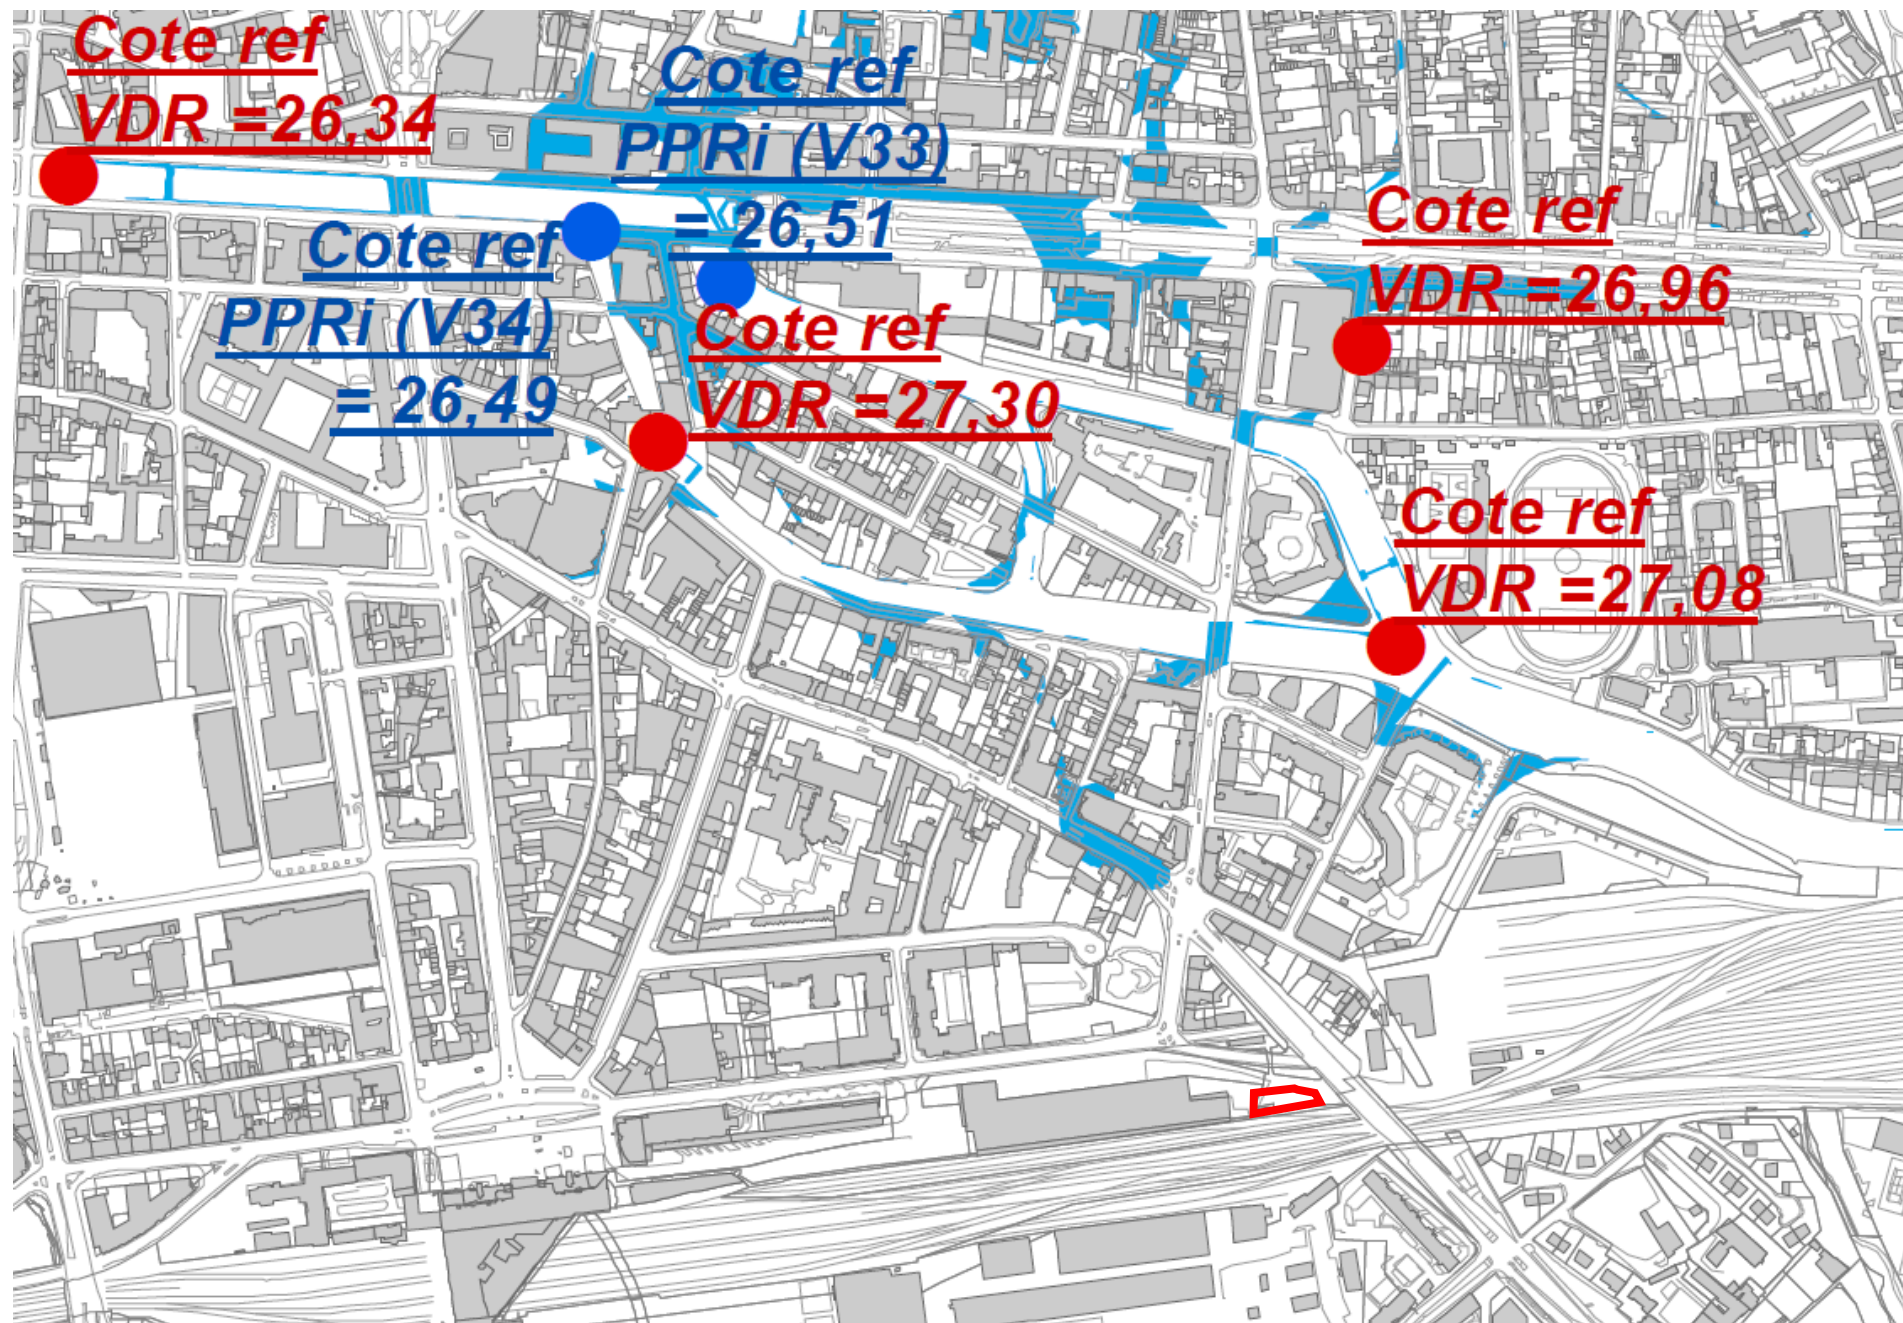 Cote ref
VDR =26,34
Cote ref
PPRi (V33)
= 26,51
Cote ref
PPRi (V34)
= 26,49
Cote ref
VDR =26,96
Cote ref
VDR =27,30
Cote ref
VDR =27,08